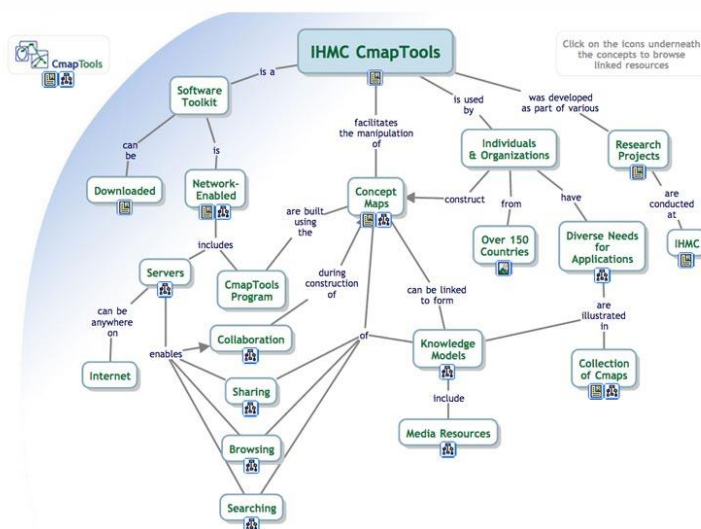 IHMC CmapTools
Click on the Icons underneath
the concepts to browse
linked resources
CmapTools
is a
Software
Toolkit
facilitates
the manipulation
of
is used
by
was developed
as part of various
can
be
is
Individuals
& Organizations
Research
Projects
Downloaded
Network-
Enabled
Concept
Maps
construct
from
have
are
conducted
at
are built
using
the
includes
Over 150
Countries
Diverse Needs
for
Applications
IHMC
Servers
CmapTools
Program
during
construction
of
can be linked
to form
are
illustrated
in
can be
anywhere
on
enables
Collaboration
of
Knowledge
Models
Internet
Sharing
Collection
of Cmaps
include
Browsing
Media Resources
Searching